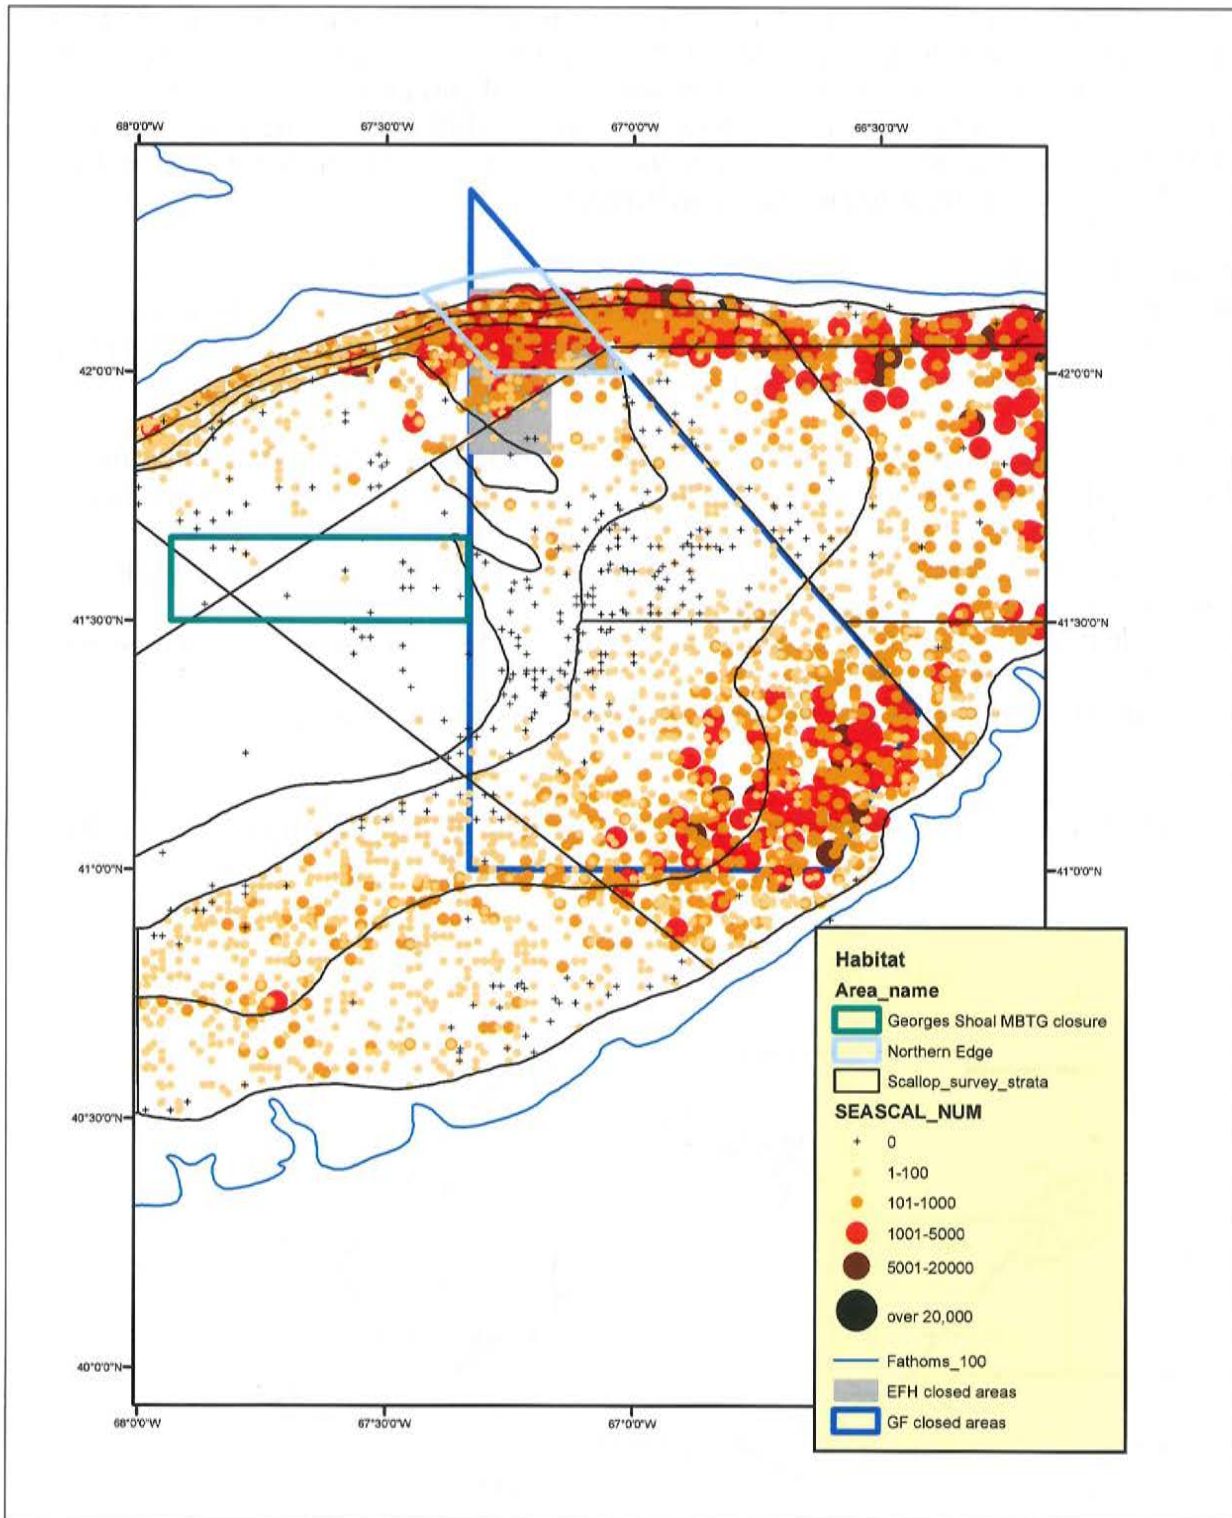 68°0'0"W 67°30'0"W 67°0'0"W 66°30'0"W
42°0'0"N 42°0'0"N
41°30'0"N 41°30'0"N
41°0'0"N 41°0'0"N
40°30'0"N
40°0'0"N
68°0'0"W 67°30'0"W 67°0'0"W
Habitat
Area_name
Georges Shoal MBTG closure
Northern Edge
Scallop_survey_strata
SEASCAL_NUM
0
1-100
101-1000
1001-5000
5001-20000
over 20,000
Fathoms_100
EFH closed areas
GF closed areas